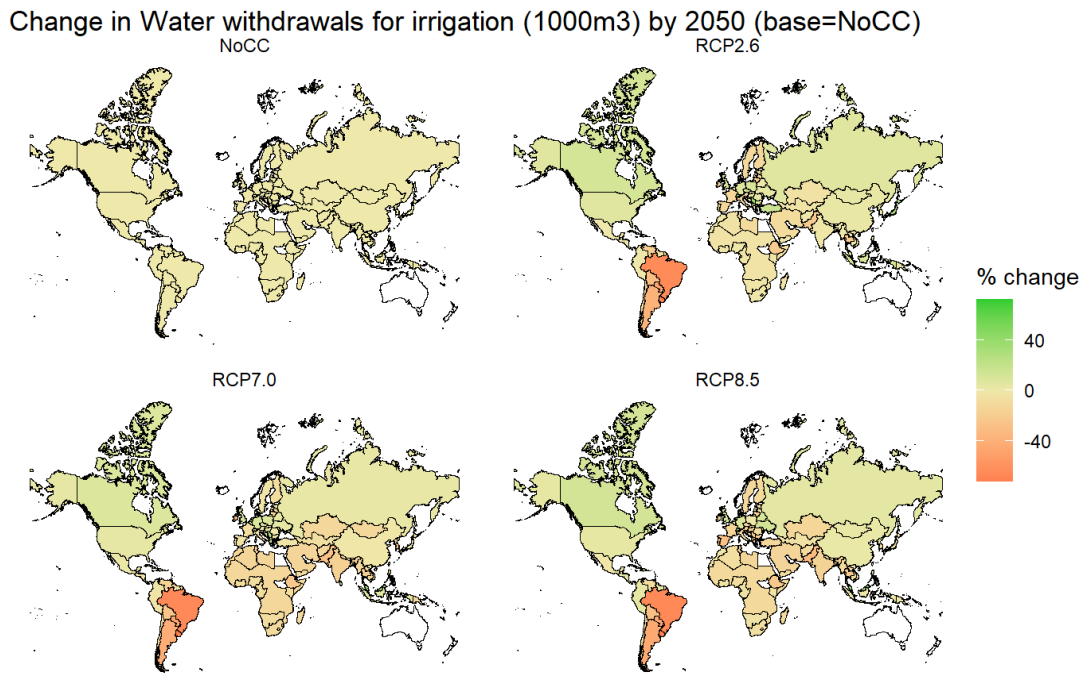 Change in Water withdrawals for irrigation (1000m3) by 2050 (base=NoCC)
NoCC
RCP2.6
RCP7.0
RCP8.5
% change
40
0
-40